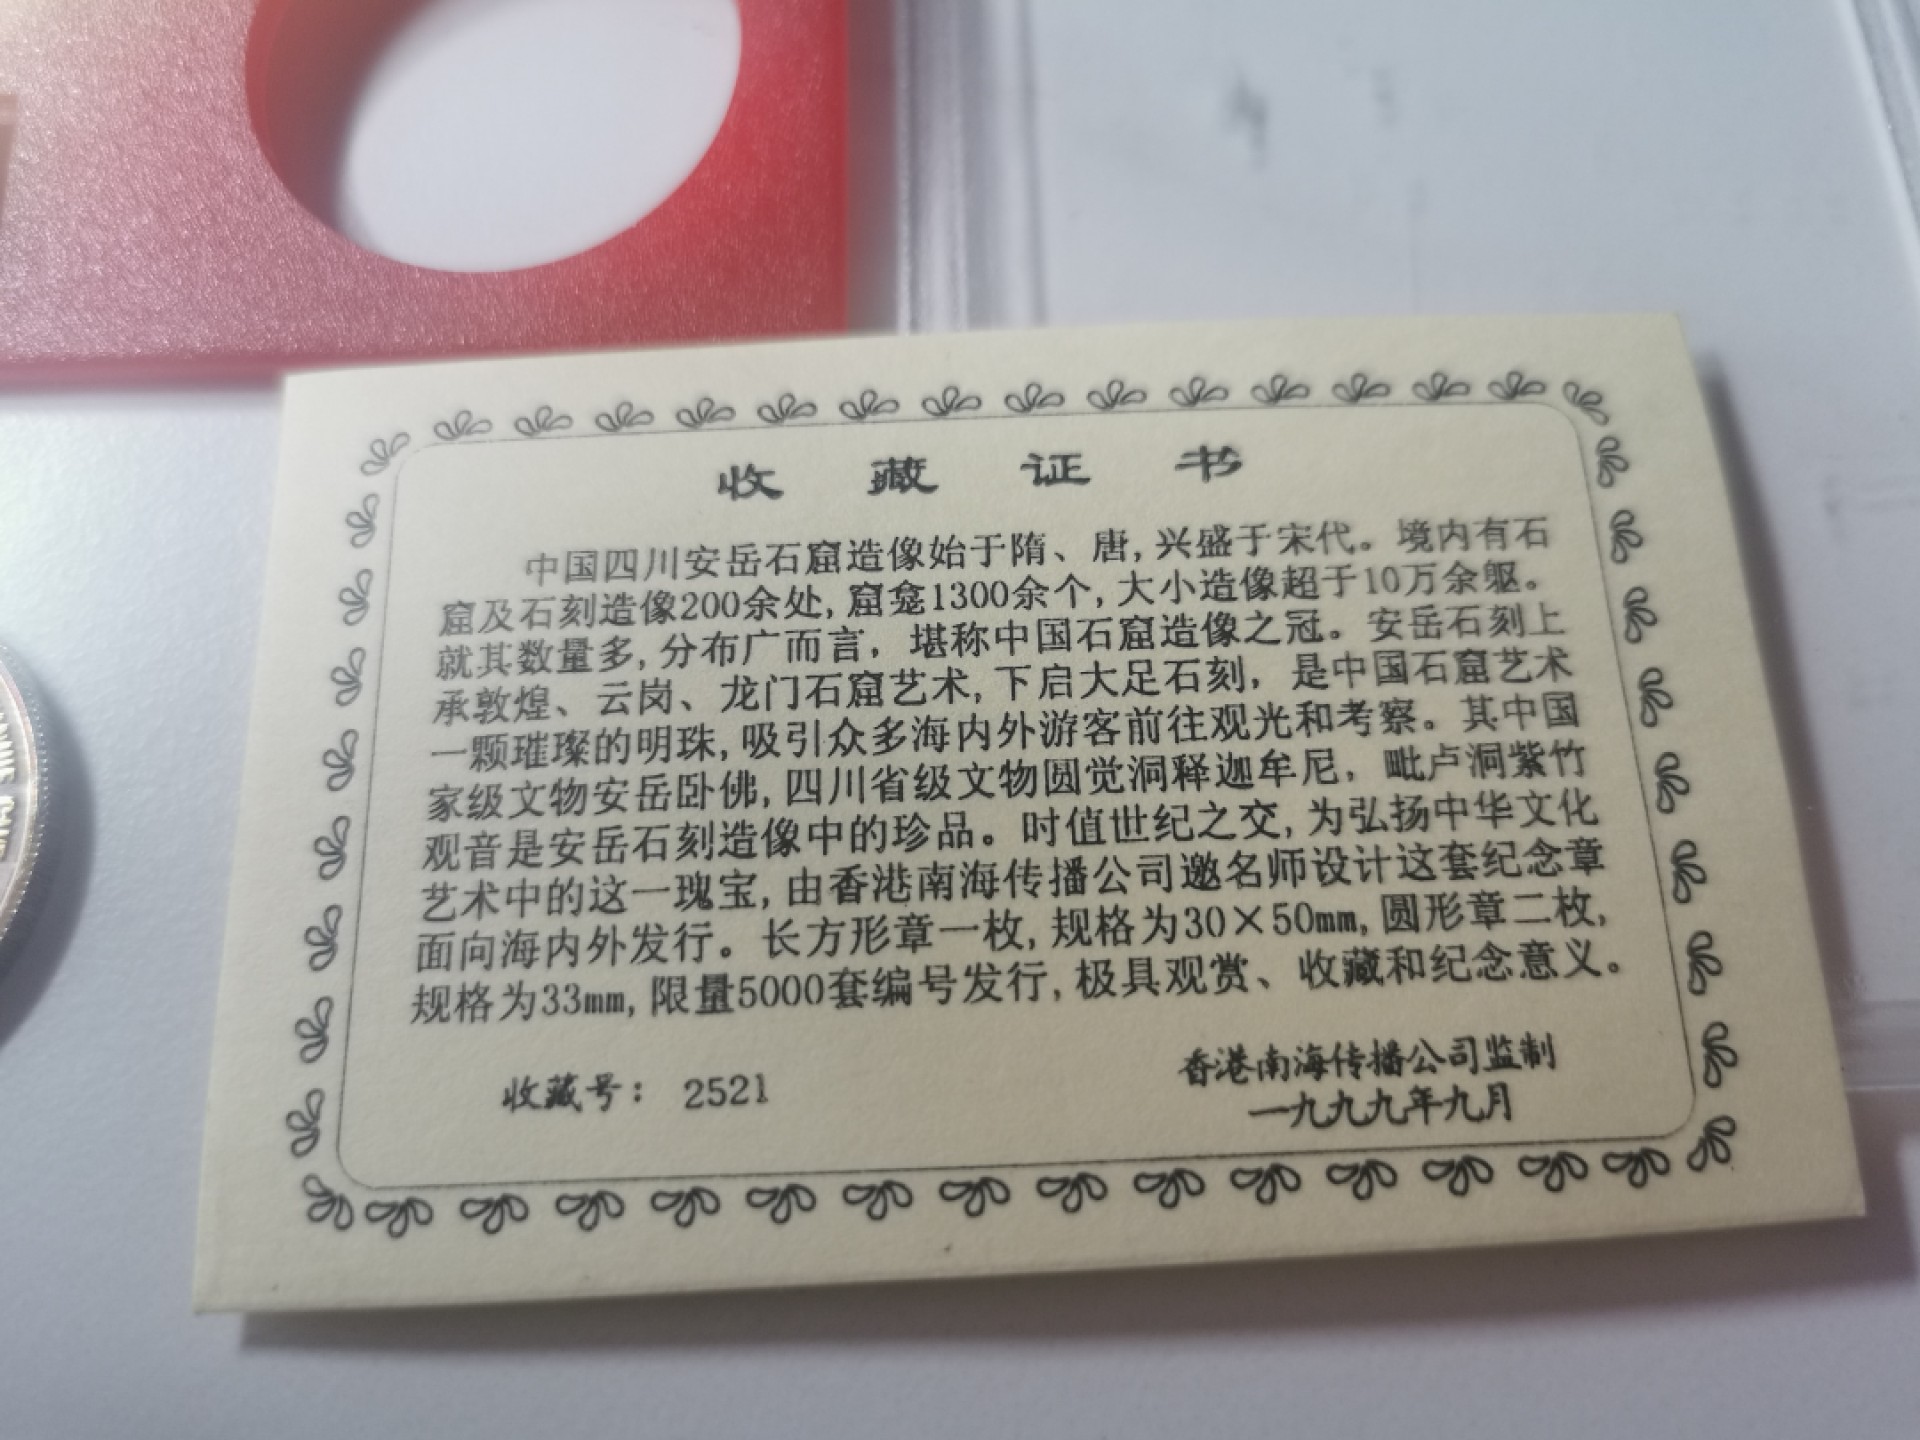 收藏证书
中国四川安岳石窟造像始于隋、唐,兴盛于宋代。境内有石
窟及石刻造像200余处,窟龛1300余个,大小造像超于10万余躯。
就其数量多,分布广而言,堪称中国石窟造像之冠。安岳石刻上
承敦煌、云岗、龙门石窟艺术,下启大足石刻,是中国石窟艺术
一颗璀璨的明珠,吸引众多海内外游客前往观光和考察。其中国
家级文物安岳卧佛,四川省级文物圆觉洞释迦牟尼,毗卢洞紫竹
观音是安岳石刻造像中的珍品。时值世纪之交,为弘扬中华文化
艺术中的这一瑰宝,由香港南海传播公司邀名师设计这套纪念章
面向海内外发行。长方形章一枚,规格为30×50mm,圆形章二枚,
规格为33mm,限量5000套编号发行,极具观赏、收藏和纪念意义。
收藏号: 2521
香港南海传播公司监制
一九九九年九月